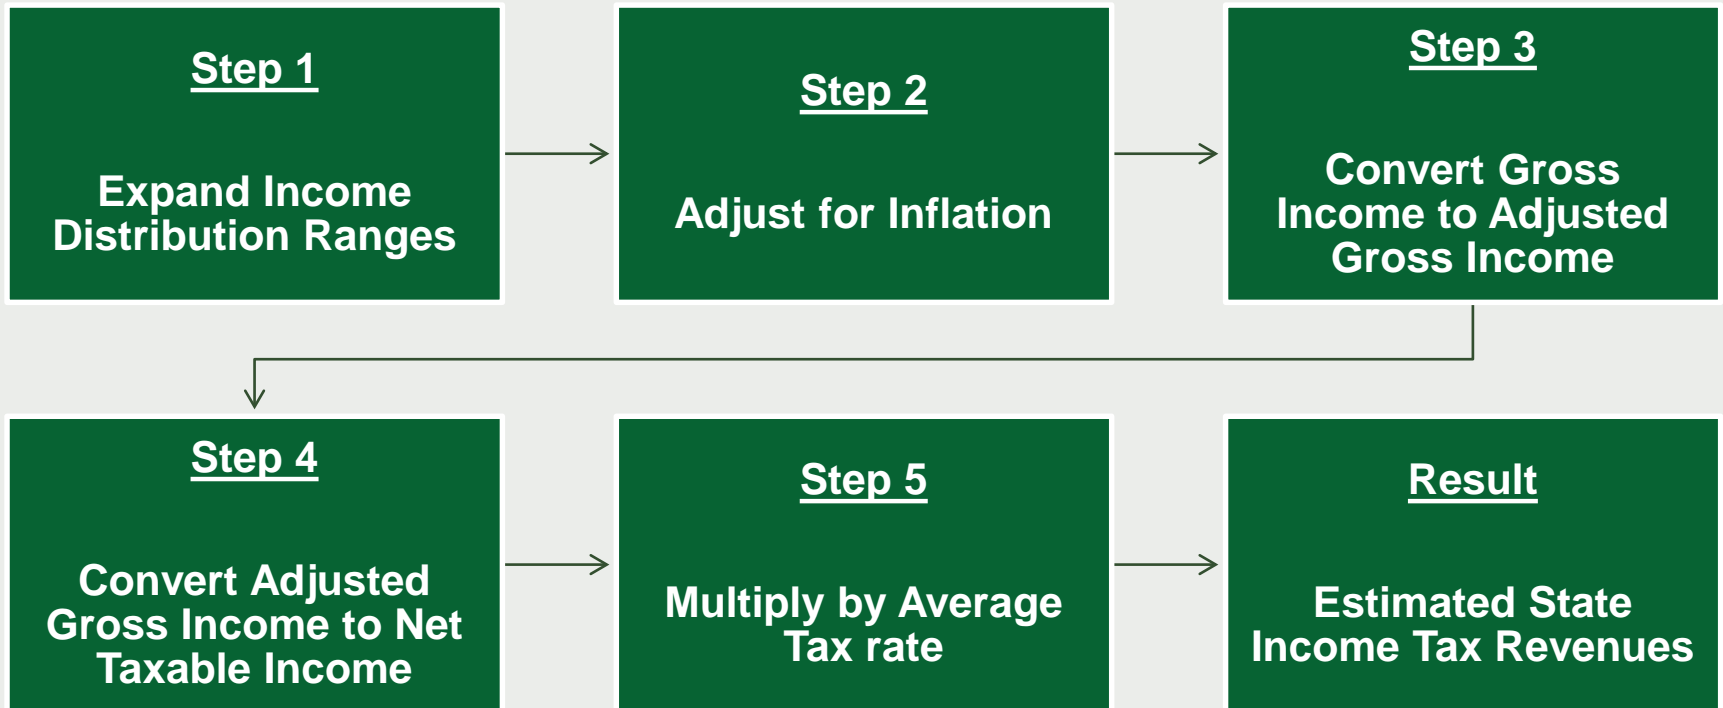 Step 1
Expand Income
Distribution Ranges
Step 2
Adjust for Inflation
Step 3
Convert Gross
Income to Adjusted
Gross Income
Step 4
Convert Adjusted
Gross Income to Net
Taxable Income
Step 5
Multiply by Average
Tax rate
Result
Estimated State
Income Tax Revenues